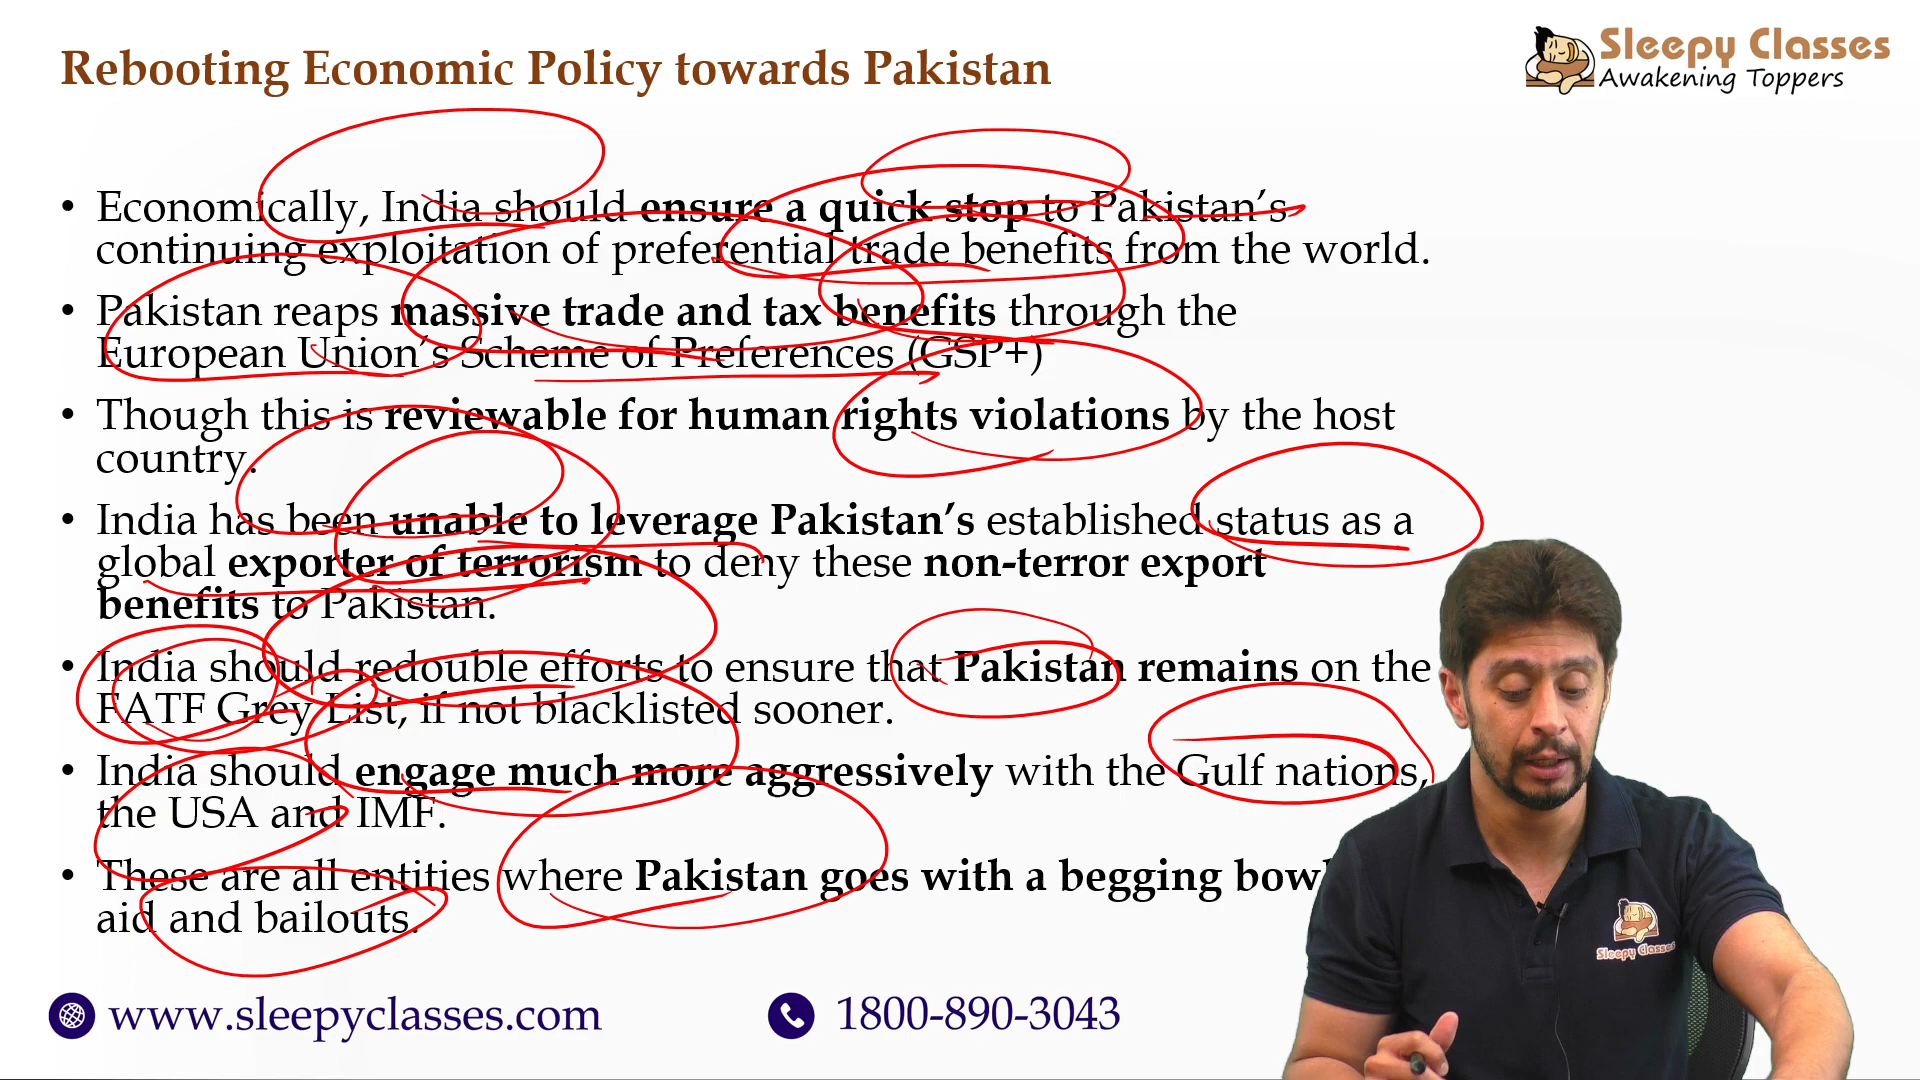 Rebooting Economic Policy towards Pakistan
Sleepy Classes
Awakening Toppers
• Economically, India should ensure a quick stop to Pakistan's
continuing exploitation of preferential trade benefits from the world.
• Pakistan reaps massive trade and tax benefits through the
European Union's Scheme of Preferences (GSP+)
• Though this is reviewable for human rights violations by the host
country.
• India has been unable to leverage Pakistan's established status as a
global exporter of terrorism to deny these non-terror export
benefits to Pakistan.
• India should redouble efforts to ensure that Pakistan remains on the
FATF Grey List, if not blacklisted sooner.
• India should engage much more aggressively with the Gulf nations,
the USA and IMF.
• These are all entities where Pakistan goes with a begging bowl
aid and bailouts.
Sleepy Classes
www.sleepyclasses.com
1800-890-3043